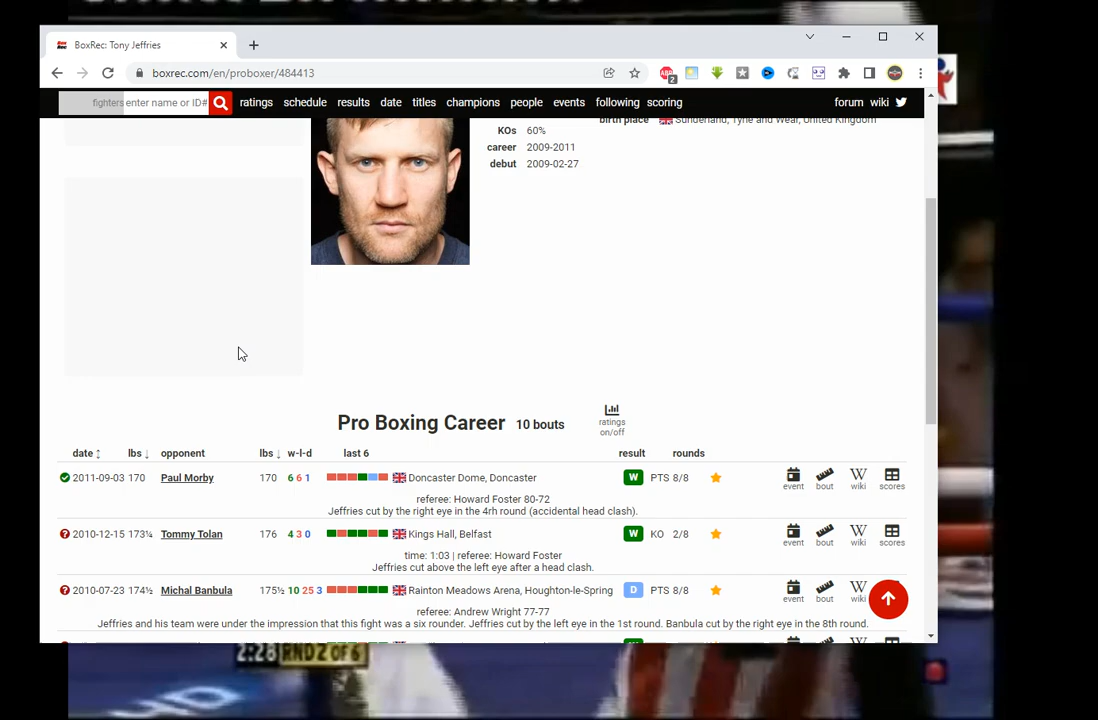 BoxRec: Tony Jeffries
boxrec.com/en/proboxer/484413
2
fighters enter name or ID# ratings schedule results date titles champions people events following scoring forum wiki
birth place Sunderland, Tyne and Wear, United Kingdom
KOs 60%
career 2009-2011
debut 2009-02-27
Pro Boxing Career 10 bouts
ratings
on/off
date lbs opponent lbs w-l-d last 6 result rounds
2011-09-03 170 Paul Morby 170 6 6 1 Doncaster Dome, Doncaster W PTS 8/8 event bout wiki scores
referee: Howard Foster 80-72
Jeffries cut by the right eye in the 4rh round (accidental head clash).
2010-12-15 173¼ Tommy Tolan 176 4 3 0 Kings Hall, Belfast W KO 2/8 event bout wiki scores
time: 1:03 | referee: Howard Foster
Jeffries cut above the left eye after a head clash.
2010-07-23 174½ Michal Banbula 175½ 10 25 3 Rainton Meadows Arena, Houghton-le-Spring D PTS 8/8 event bout wiki
referee: Andrew Wright 77-77
Jeffries and his team were under the impression that this fight was a six rounder. Jeffries cut by the left eye in the 1st round. Banbula cut by the right eye in the 8th round.
2:28 RND 2 OF 6